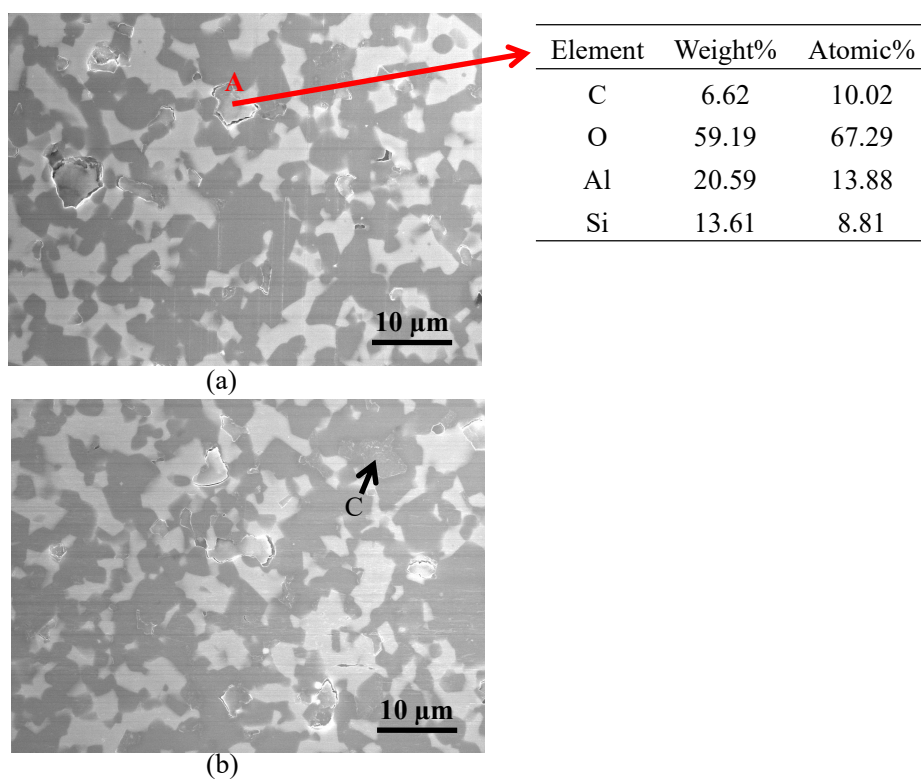 A
Element Weight% Atomic%
C 6.62 10.02
O 59.19 67.29
Al 20.59 13.88
Si 13.61 8.81
10 µm
(a)
C
10 µm
(b)